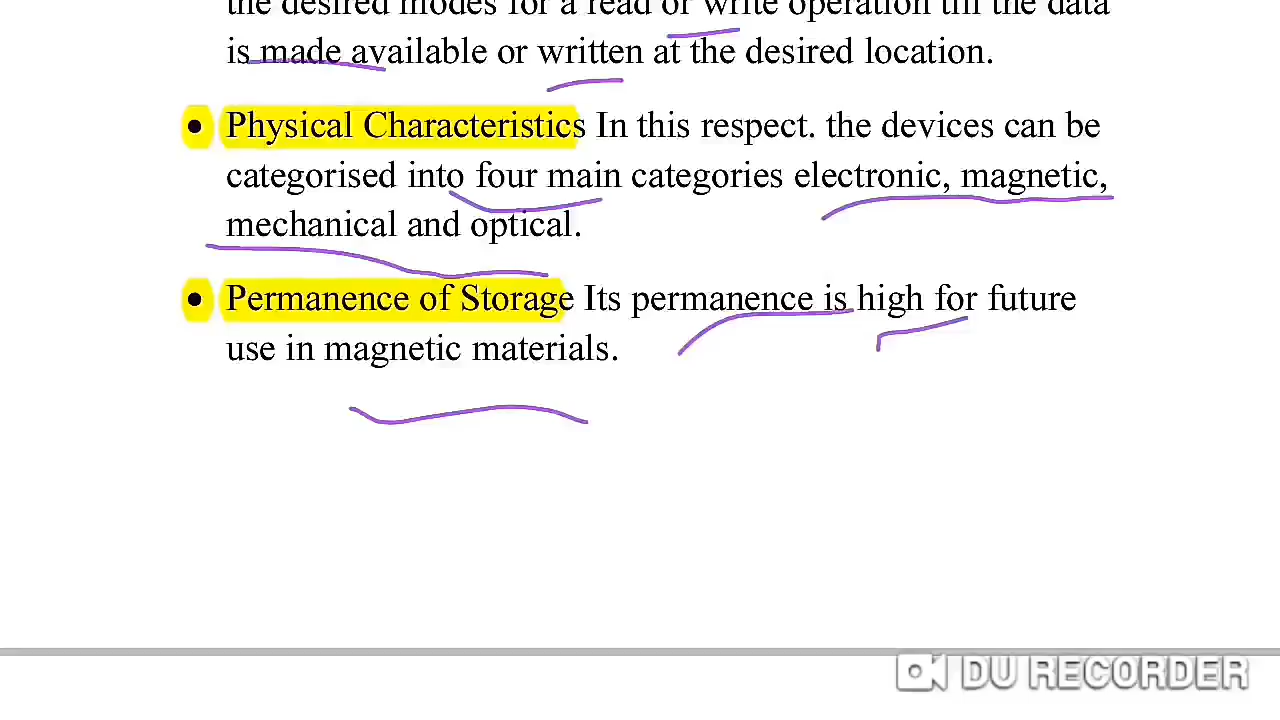 the desired modes for a read or write operation till the data
is made available or written at the desired location.
• Physical Characteristics In this respect. the devices can be
categorised into four main categories electronic, magnetic,
mechanical and optical.
• Permanence of Storage Its permanence is high for future
use in magnetic materials.
DU RECORDER